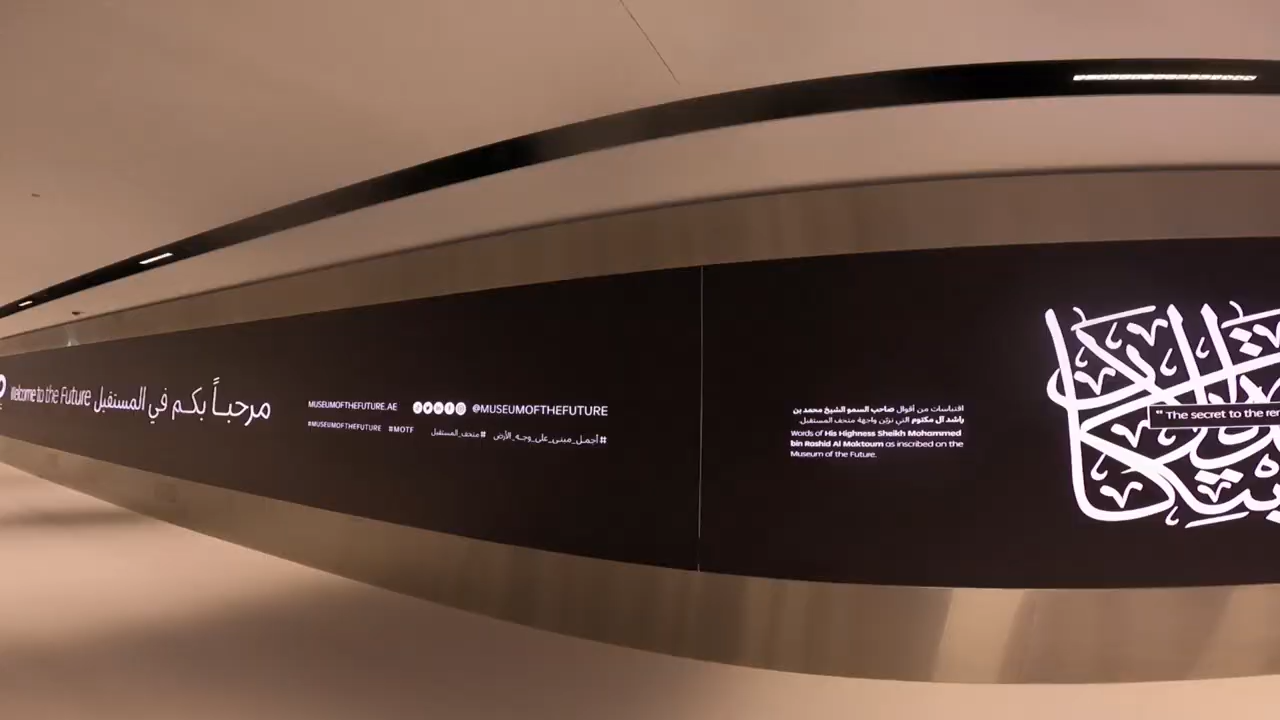 Welcome to the Future مرحباً بكم في المستقبل
MUSEUMOFTHEFUTURE.AE
@MUSEUMOFTHEFUTURE
#MUSEUMOFTHEFUTURE #MOTF
#متحف_المستقبل
#أجمل_مبنى_على_وجه_الأرض
اقتباسات من أقوال صاحب السمو الشيخ محمد بن
راشد آل مكتوم التي تزيّن واجهة متحف المستقبل.
Words of His Highness Sheikh Mohammed
bin Rashid Al Maktoum as inscribed on the
Museum of the Future.
" The secret to the